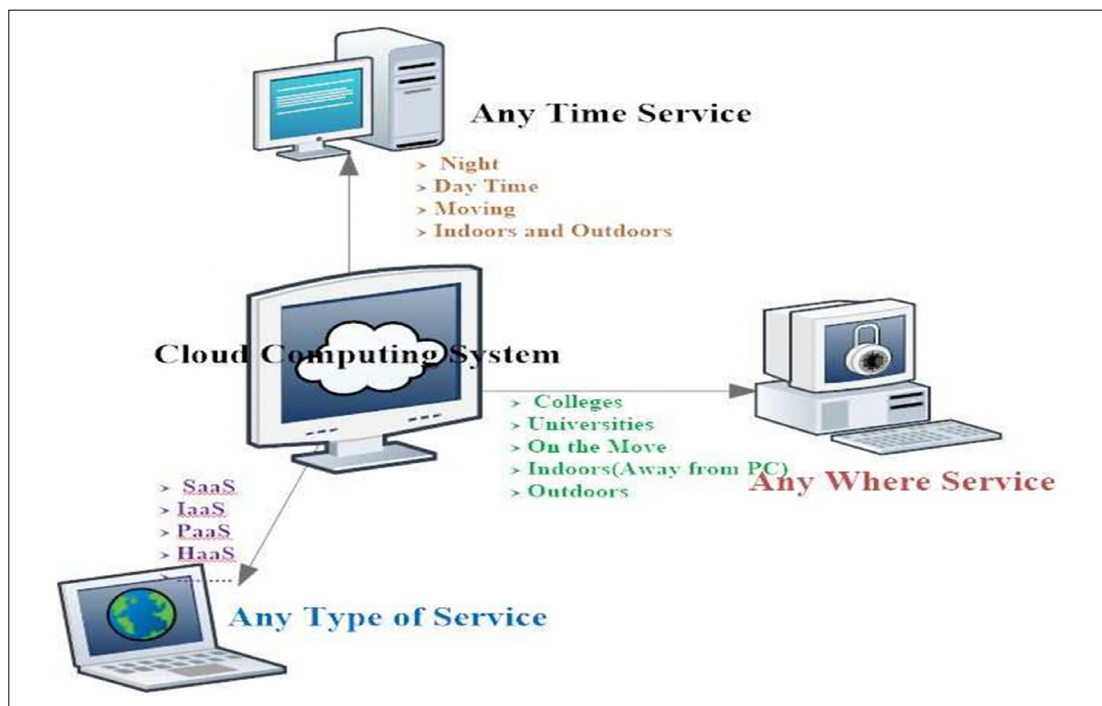 Any Time Service
> Night
> Day Time
> Moving
> Indoors and Outdoors
Cloud Computing System
> Colleges
> Universities
> On the Move
> Indoors(Away from PC)
> Outdoors
Any Where Service
> SaaS
> IaaS
> PaaS
> HaaS
> ..........
Any Type of Service